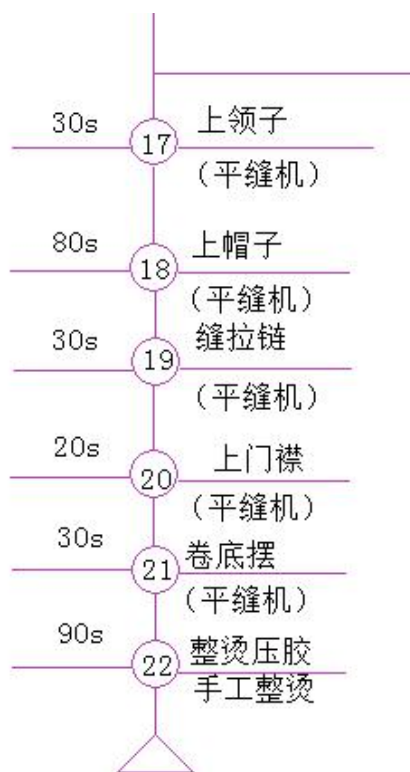 30s 17 上领子
(平缝机)
80s 18 上帽子
(平缝机)
30s 19 缝拉链
(平缝机)
20s 20 上门襟
(平缝机)
30s 21 卷底摆
(平缝机)
90s 22 整烫压胶
手工整烫